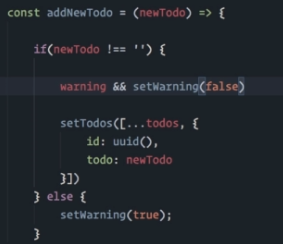 const addNewTodo = (newTodo) => {
if(newTodo !== '') {
warning && setWarning(false)
setTodos([...todos, {
id: uuid(),
todo: newTodo
}])
} else {
setWarning(true);
}